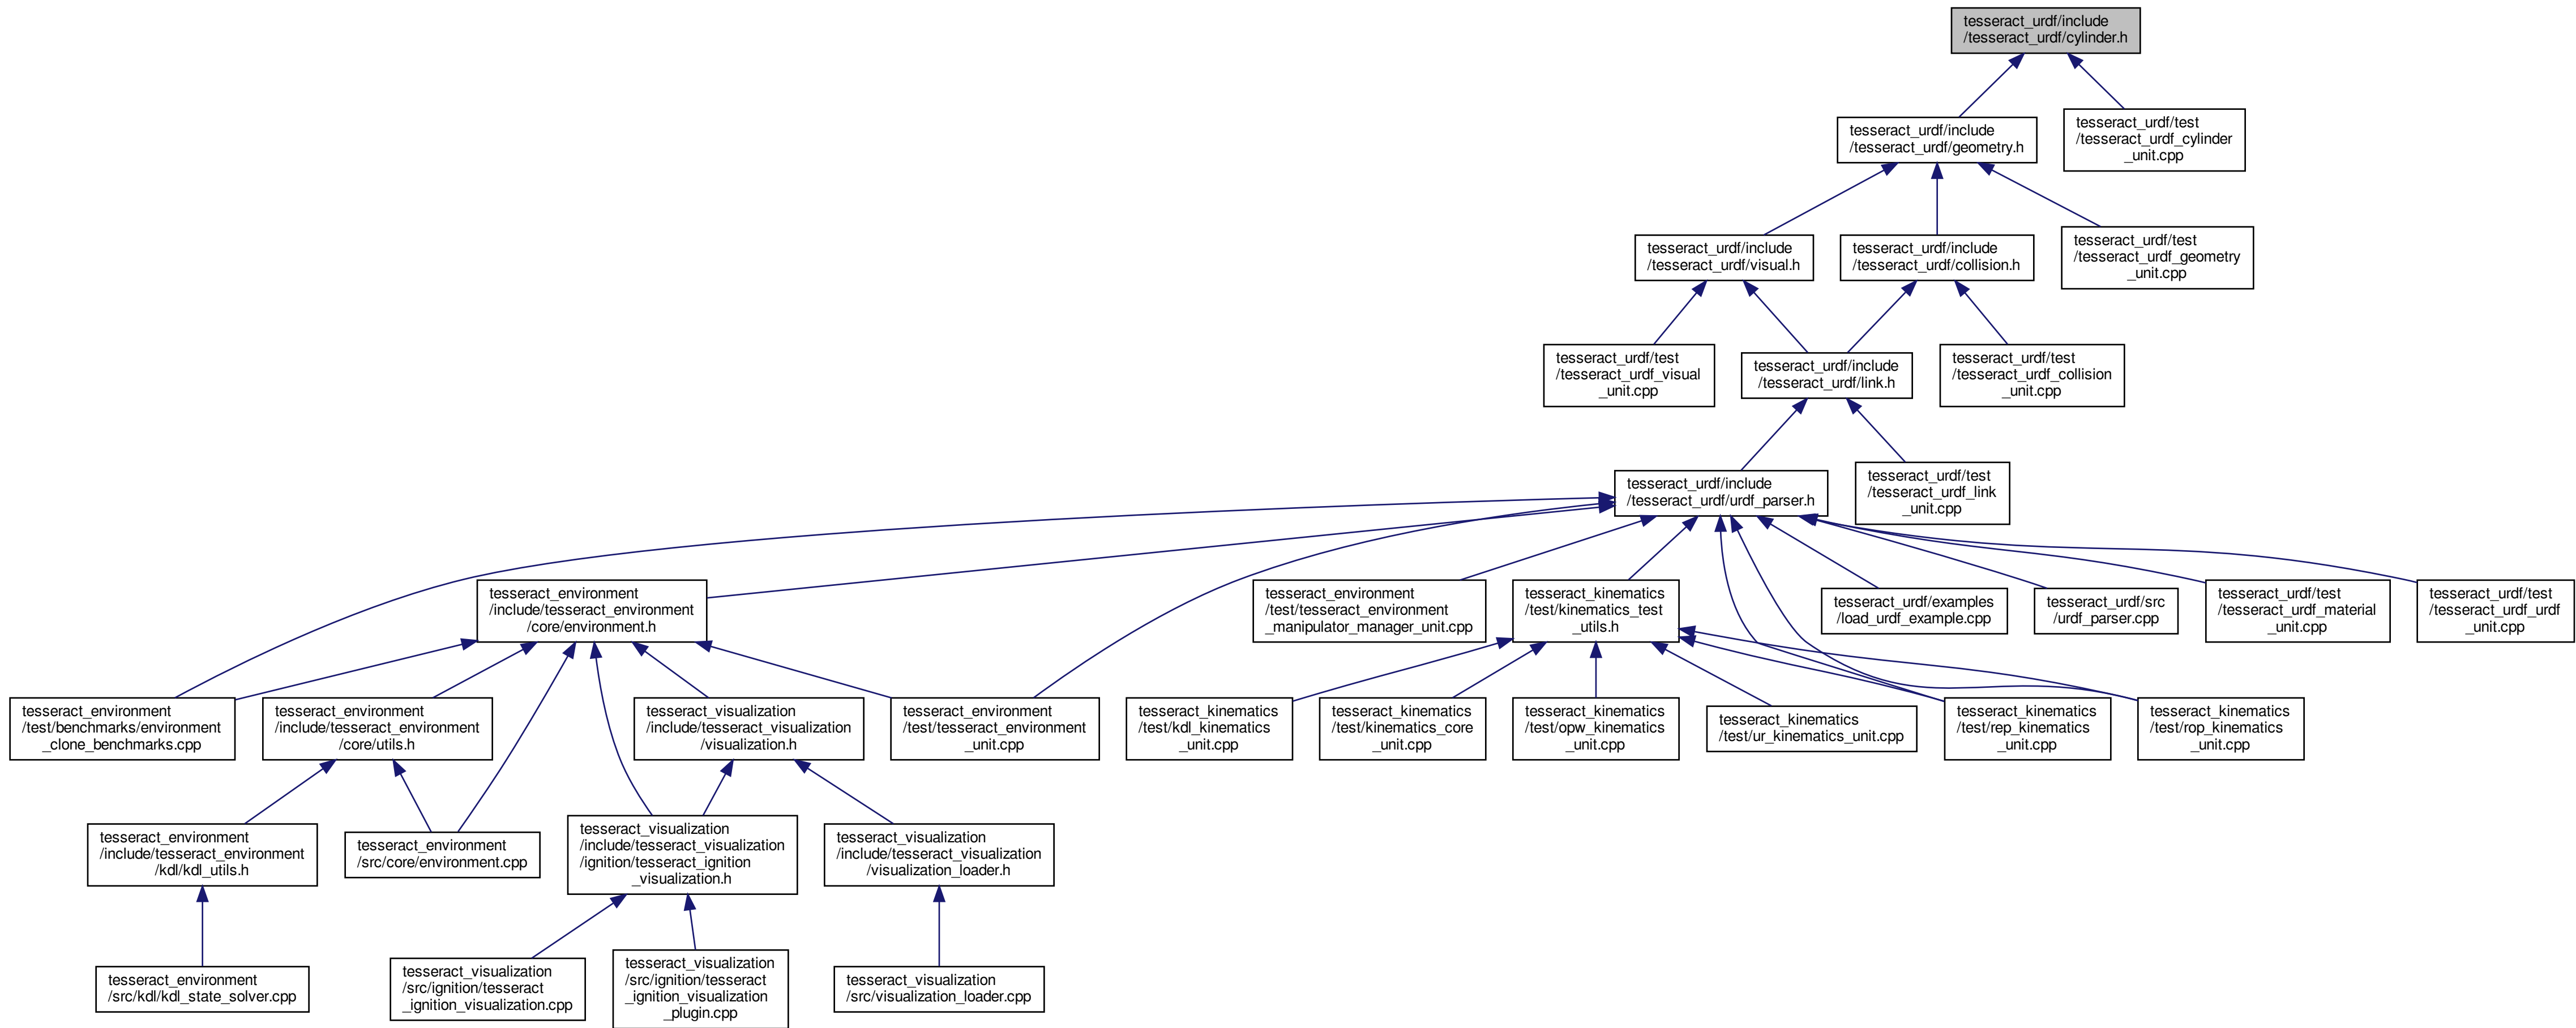 tesseract_urdf/include
/tesseract_urdf/cylinder.h
tesseract_urdf/include
/tesseract_urdf/geometry.h
tesseract_urdf/test
/tesseract_urdf_cylinder
_unit.cpp
tesseract_urdf/include
/tesseract_urdf/visual.h
tesseract_urdf/include
/tesseract_urdf/collision.h
tesseract_urdf/test
/tesseract_urdf_geometry
_unit.cpp
tesseract_urdf/test
/tesseract_urdf_visual
_unit.cpp
tesseract_urdf/include
/tesseract_urdf/link.h
tesseract_urdf/test
/tesseract_urdf_collision
_unit.cpp
tesseract_urdf/include
/tesseract_urdf/urdf_parser.h
tesseract_urdf/test
/tesseract_urdf_link
_unit.cpp
tesseract_environment
/include/tesseract_environment
/core/environment.h
tesseract_environment
/test/tesseract_environment
_manipulator_manager_unit.cpp
tesseract_kinematics
/test/kinematics_test
_utils.h
tesseract_urdf/examples
/load_urdf_example.cpp
tesseract_urdf/src
/urdf_parser.cpp
tesseract_urdf/test
/tesseract_urdf_material
_unit.cpp
tesseract_urdf/test
/tesseract_urdf_urdf
_unit.cpp
tesseract_environment
/test/benchmarks/environment
_clone_benchmarks.cpp
tesseract_environment
/include/tesseract_environment
/core/utils.h
tesseract_visualization
/include/tesseract_visualization
/visualization.h
tesseract_environment
/test/tesseract_environment
_unit.cpp
tesseract_kinematics
/test/kdl_kinematics
_unit.cpp
tesseract_kinematics
/test/kinematics_core
_unit.cpp
tesseract_kinematics
/test/opw_kinematics
_unit.cpp
tesseract_kinematics
/test/ur_kinematics_unit.cpp
tesseract_kinematics
/test/rep_kinematics
_unit.cpp
tesseract_kinematics
/test/rop_kinematics
_unit.cpp
tesseract_environment
/include/tesseract_environment
/kdl/kdl_utils.h
tesseract_environment
/src/core/environment.cpp
tesseract_visualization
/include/tesseract_visualization
/ignition/tesseract_ignition
_visualization.h
tesseract_visualization
/include/tesseract_visualization
/visualization_loader.h
tesseract_environment
/src/kdl/kdl_state_solver.cpp
tesseract_visualization
/src/ignition/tesseract
_ignition_visualization.cpp
tesseract_visualization
/src/ignition/tesseract
_ignition_visualization
_plugin.cpp
tesseract_visualization
/src/visualization_loader.cpp